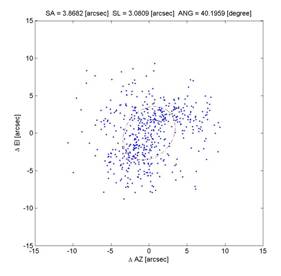 SA = 3.8682 [arcsec]  SL = 3.0809 [arcsec]  ANG = 40.1959 [degree]
15
10
5
0
-5
-10
-15
Δ El [arcsec]
-15 -10 -5 0 5 10 15
Δ AZ [arcsec]